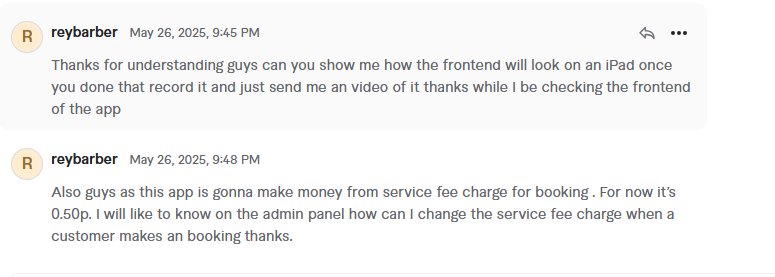 R
reybarber May 26, 2025, 9:45 PM
Thanks for understanding guys can you show me how the frontend will look on an iPad once
you done that record it and just send me an video of it thanks while I be checking the frontend
of the app
R
reybarber May 26, 2025, 9:48 PM
Also guys as this app is gonna make money from service fee charge for booking . For now it's
0.50p. I will like to know on the admin panel how can I change the service fee charge when a
customer makes an booking thanks.